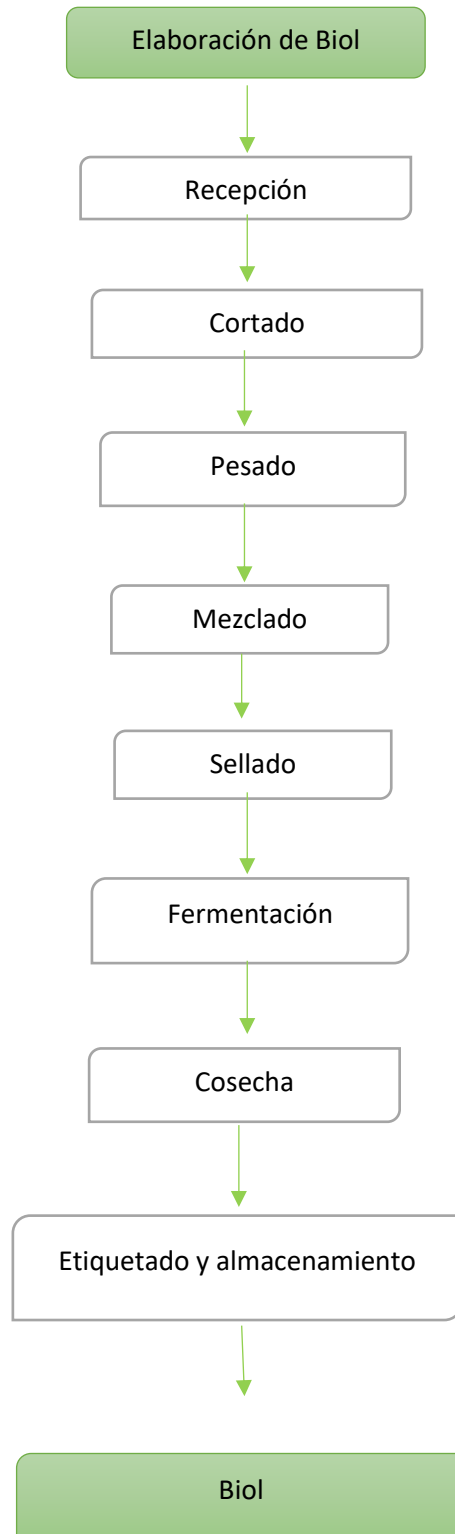 Elaboración de Biol
Recepción
Cortado
Pesado
Mezclado
Sellado
Fermentación
Cosecha
Etiquetado y almacenamiento
Biol